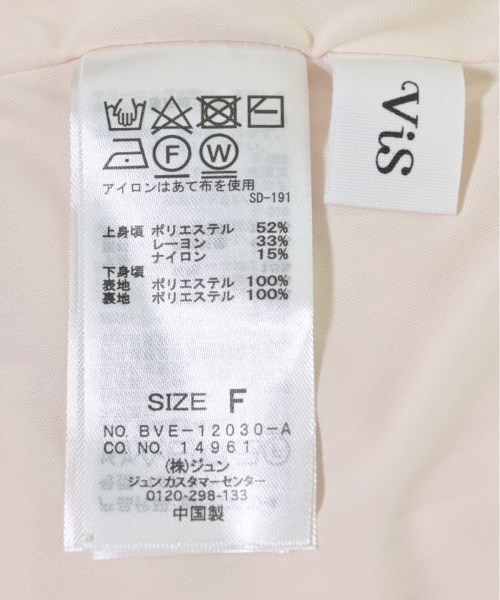 ViS
F
W
アイロンはあて布を使用
SD-191
上身頃 ポリエステル 52%
レーヨン 33%
ナイロン 15%
下身頃
表地 ポリエステル 100%
裏地 ポリエステル 100%
SIZE F
NO. BVE-12030-A
CO. NO. 14961
(株)ジュン
ジュンカスタマーセンター
0120-298-133
中国製